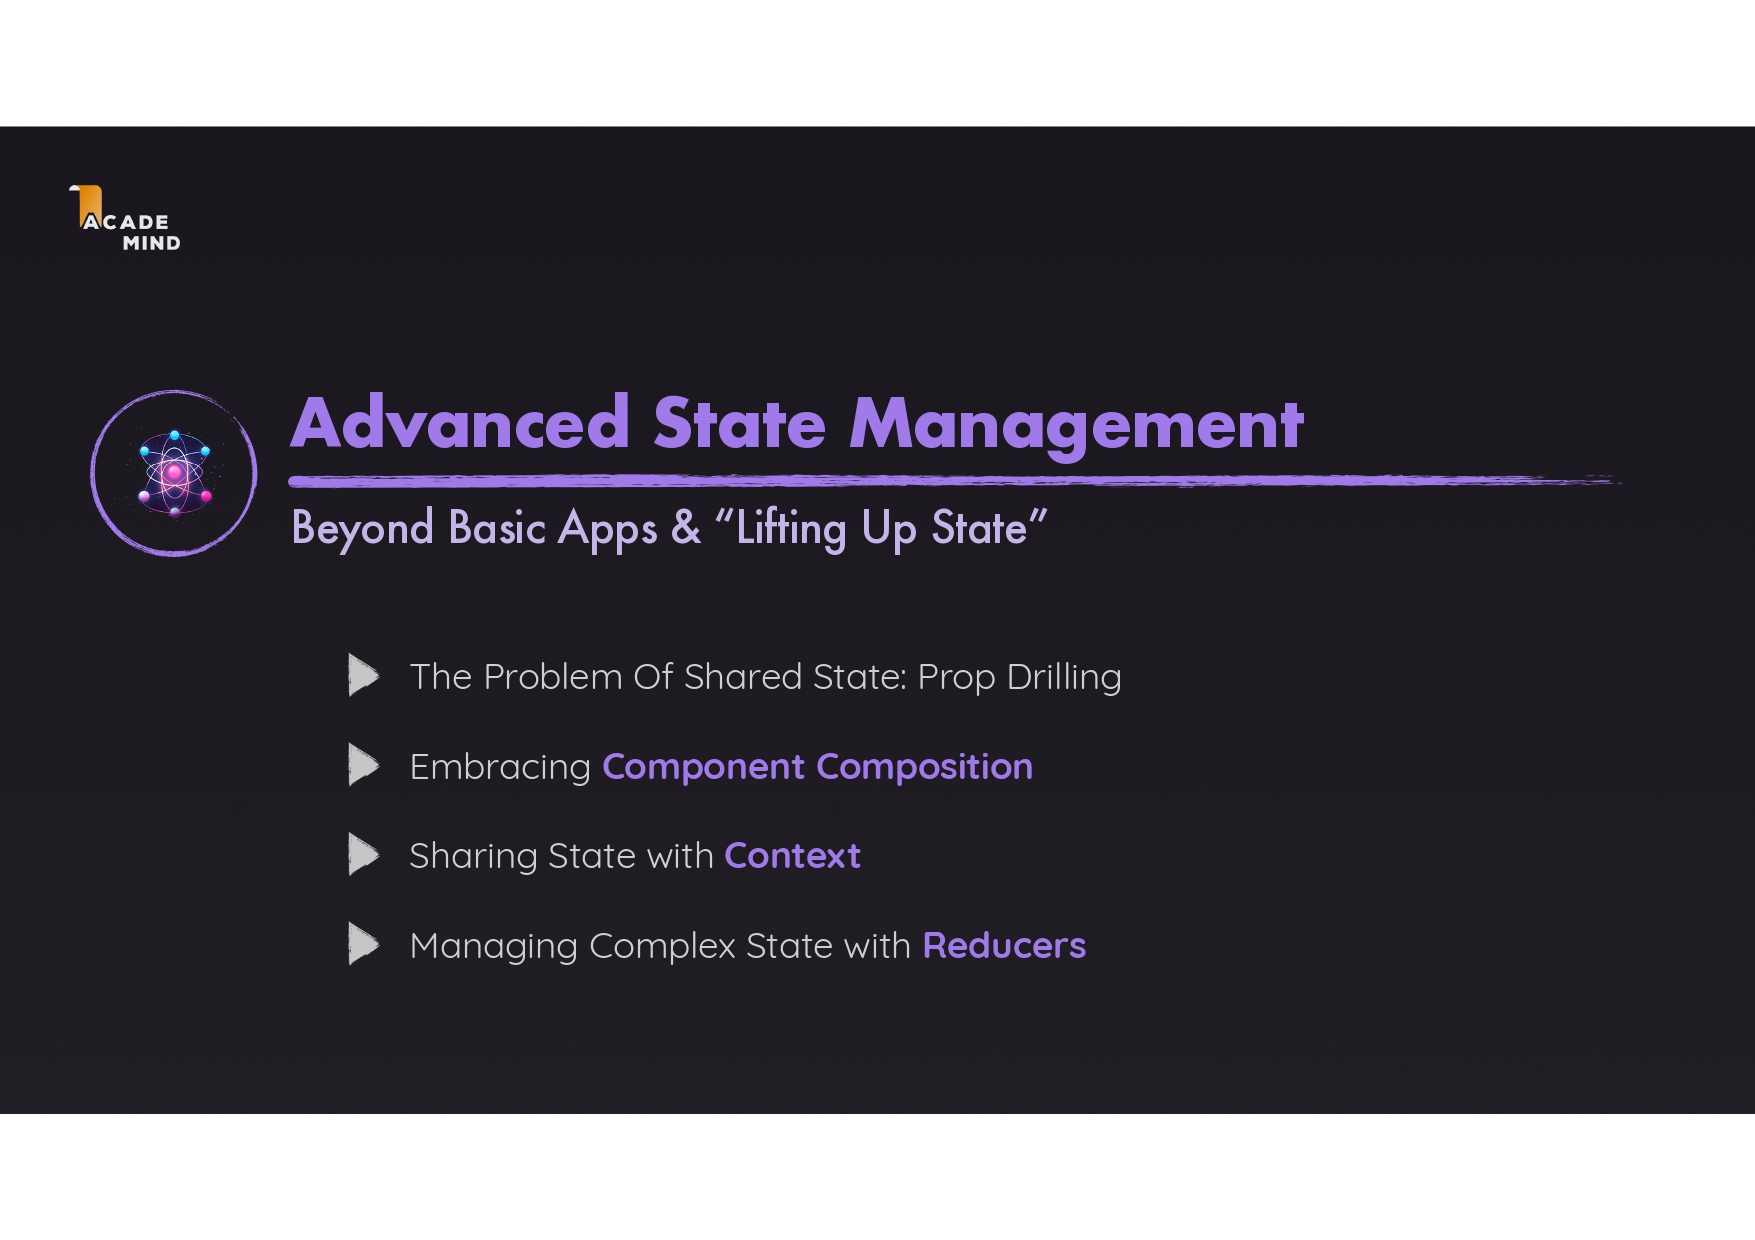 ACADE
MIND
Advanced State Management
Beyond Basic Apps & “Lifting Up State”
The Problem Of Shared State: Prop Drilling
Embracing Component Composition
Sharing State with Context
Managing Complex State with Reducers